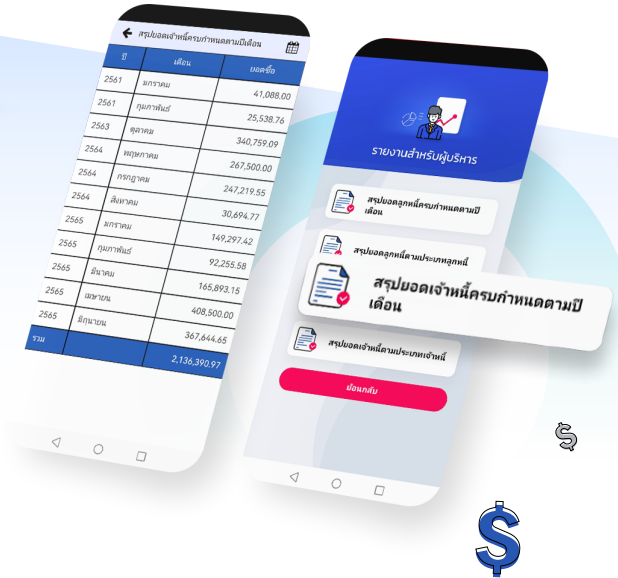 สรุปยอดเจ้าหนี้ครบกำหนดตามปีเดือน
ปี เดือน ยอดซื้อ
2561 มกราคม 41,088.00
2561 กุมภาพันธ์ 25,538.76
2563 ตุลาคม 340,759.09
2564 พฤษภาคม 267,500.00
2564 กรกฎาคม 247,219.55
2564 สิงหาคม 30,694.77
2565 มกราคม 149,297.42
2565 กุมภาพันธ์ 92,255.58
2565 มีนาคม 165,893.15
2565 เมษายน 408,500.00
2565 มิถุนายน 367,644.65
รวม 2,136,390.97
รายงานสำหรับผู้บริหาร
สรุปยอดลูกหนี้ครบกำหนดตามปี
เดือน
สรุปยอดลูกหนี้ตามประเภทลูกหนี้
สรุปยอดเจ้าหนี้ครบกำหนดตามปี
เดือน
สรุปยอดเจ้าหนี้ตามประเภทเจ้าหนี้
ย้อนกลับ